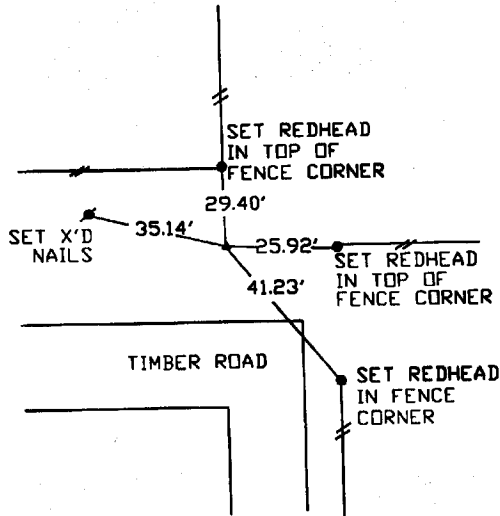 SET REDHEAD
IN TOP OF
FENCE CORNER
29.40'
SET X'D
NAILS
35.14'
25.92'
SET REDHEAD
IN TOP OF
FENCE CORNER
41.23'
TIMBER ROAD
SET REDHEAD
IN FENCE
CORNER